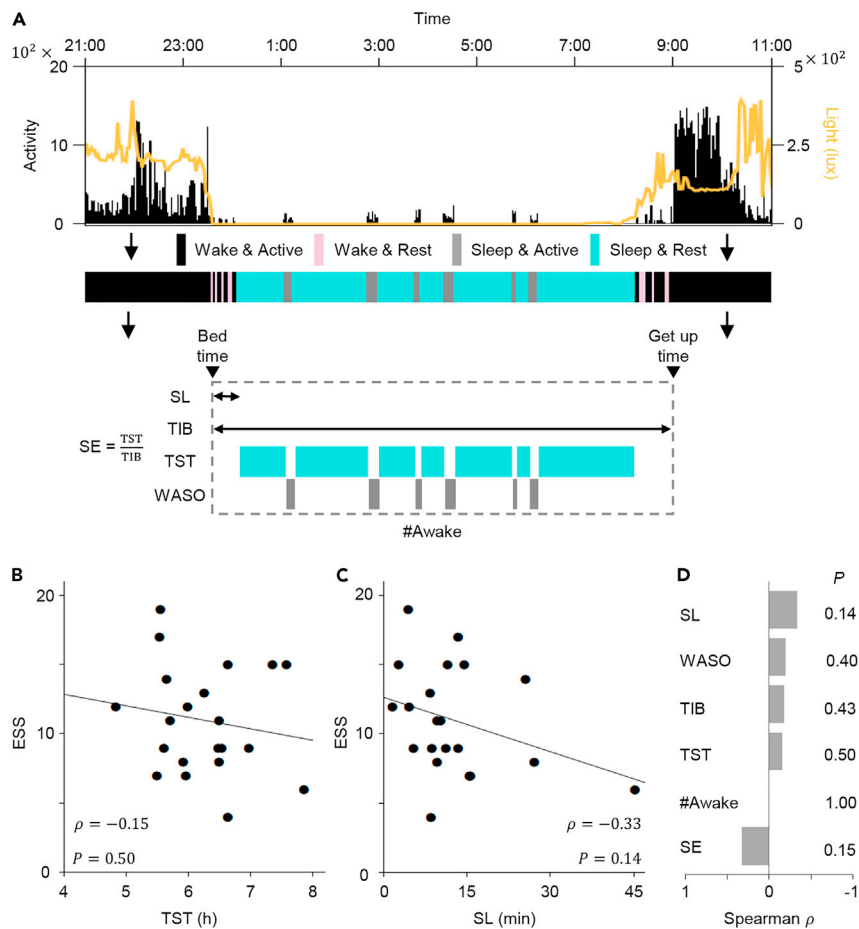 A
Time
21:00 23:00 1:00 3:00 5:00 7:00 9:00 11:00
10² × 5 × 10²
20
10
0
Activity
5
2.5
0
Light (lux)
Wake & Active Wake & Rest Sleep & Active Sleep & Rest
Bed time
Get up time
SL
TIB
SE = TST/TIB
TST
WASO
#Awake
B
20
10
0
ESS
ρ = −0.15
P = 0.50
4 5 6 7 8
TST (h)
C
20
10
0
ESS
ρ = −0.33
P = 0.14
0 15 30 45
SL (min)
D
P
SL 0.14
WASO 0.40
TIB 0.43
TST 0.50
#Awake 1.00
SE 0.15
1 0 -1
Spearman ρ